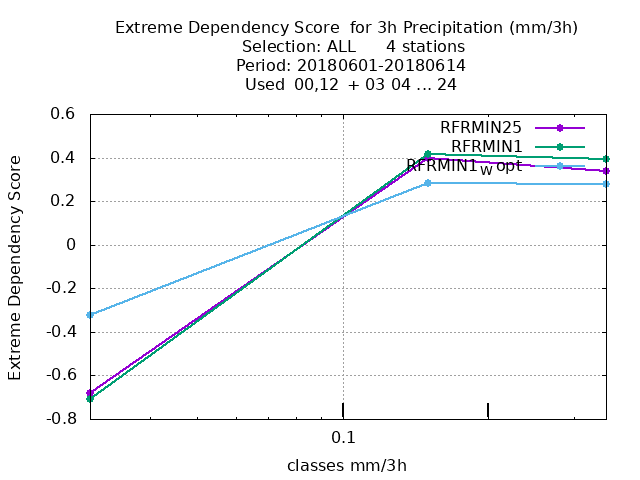 Extreme Dependency Score for 3h Precipitation (mm/3h)
Selection: ALL 4 stations
Period: 20180601-20180614
Used 00,12 + 03 04 ... 24
RFRMIN25
RFRMIN1
RFRMIN1W opt
Extreme Dependency Score
0.6
0.4
0.2
0
-0.2
-0.4
-0.6
-0.8
0.1
classes mm/3h